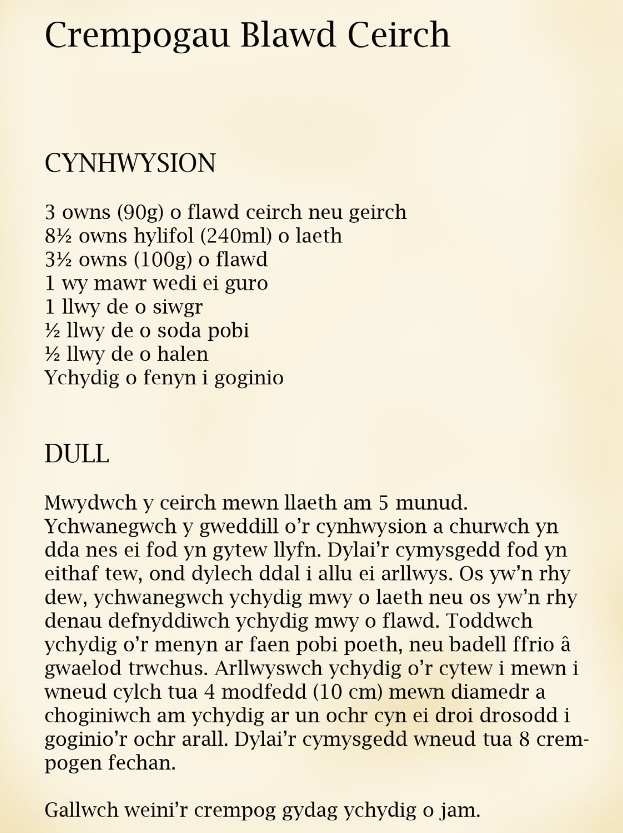 Crempogau Blawd Ceirch
CYNHWYSION
3 owns (90g) o flawd ceirch neu geirch
8½ owns hylifol (240ml) o laeth
3½ owns (100g) o flawd
1 wy mawr wedi ei guro
1 llwy de o siwgr
½ llwy de o soda pobi
½ llwy de o halen
Ychydig o fenyn i goginio
DULL
Mwydwch y ceirch mewn llaeth am 5 munud.
Ychwanegwch y gweddill o’r cynhwysion a churwch yn
dda nes ei fod yn gytew llyfn. Dylai’r cymysgedd fod yn
eithaf tew, ond dylech ddal i allu ei arllwys. Os yw’n rhy
dew, ychwanegwch ychydig mwy o laeth neu os yw’n rhy
denau defnyddiwch ychydig mwy o flawd. Toddwch
ychydig o’r menyn ar faen pobi poeth, neu badell ffrio â
gwaelod trwchus. Arllwyswch ychydig o’r cytew i mewn i
wneud cylch tua 4 modfedd (10 cm) mewn diamedr a
choginiwch am ychydig ar un ochr cyn ei droi drosodd i
goginio’r ochr arall. Dylai’r cymysgedd wneud tua 8 crem-
pogen fechan.
Gallwch weini’r crempog gydag ychydig o jam.